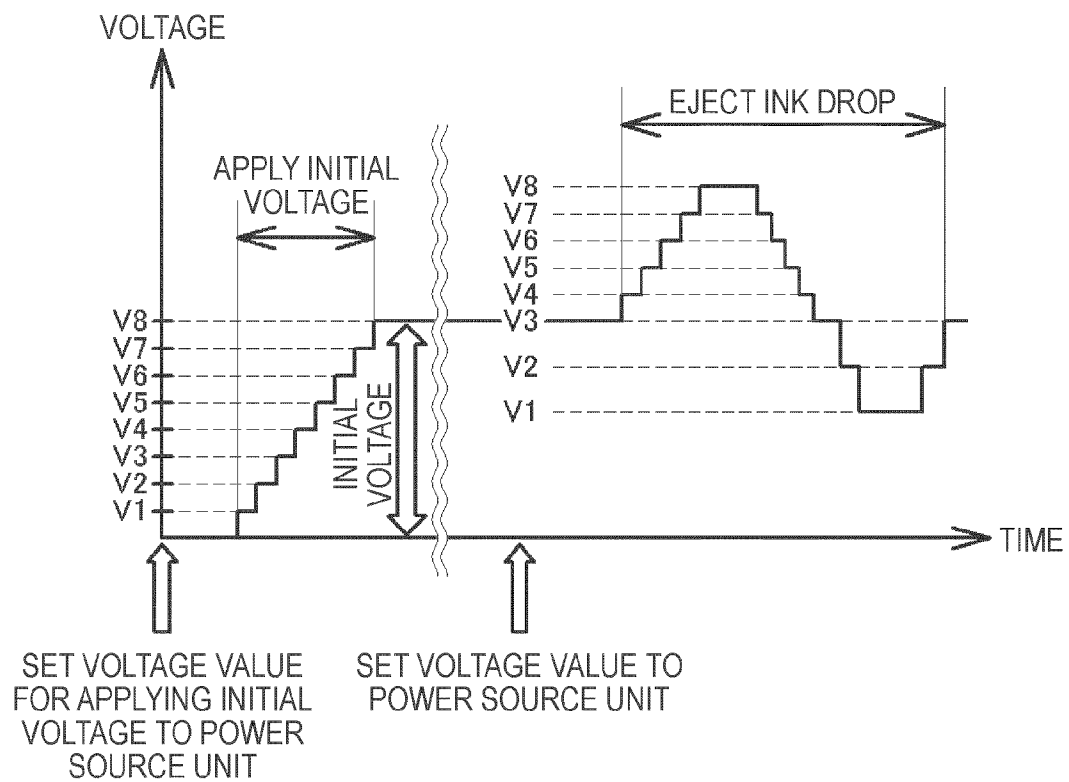 VOLTAGE
EJECT INK DROP
APPLY INITIAL
VOLTAGE
V8
V7
V6
V5
V4
V3
V2
V1
V8
V7
V6
V5
V4
V3
V2
V1
INITIAL
VOLTAGE
TIME
SET VOLTAGE VALUE
FOR APPLYING INITIAL
VOLTAGE TO POWER
SOURCE UNIT
SET VOLTAGE VALUE TO
POWER SOURCE UNIT